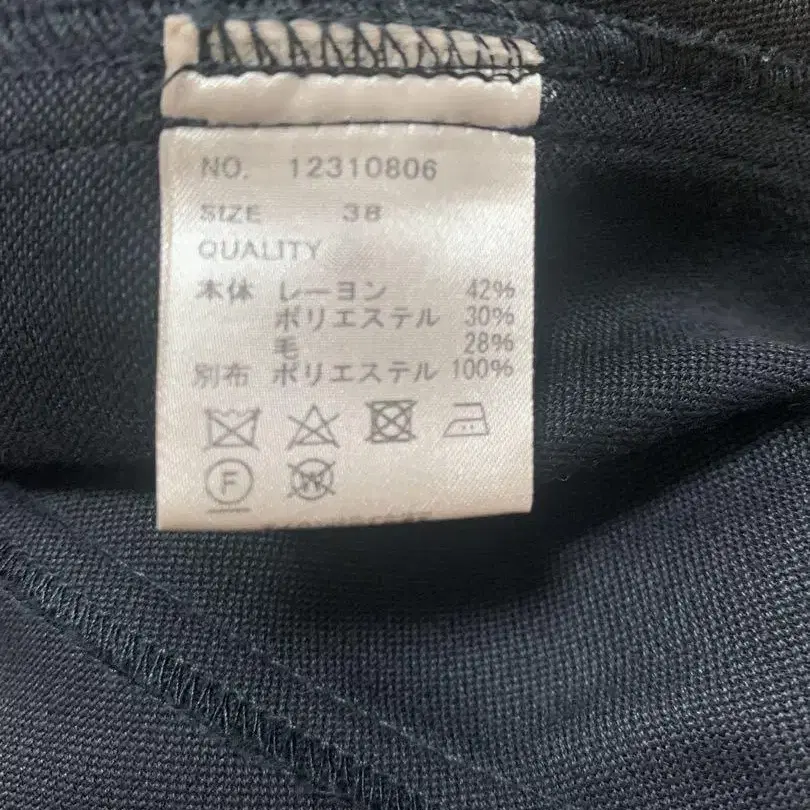 NO. 12310806
SIZE 38
QUALITY
本体 レーヨン 42%
ポリエステル 30%
毛 28%
別布 ポリエステル 100%
F
W